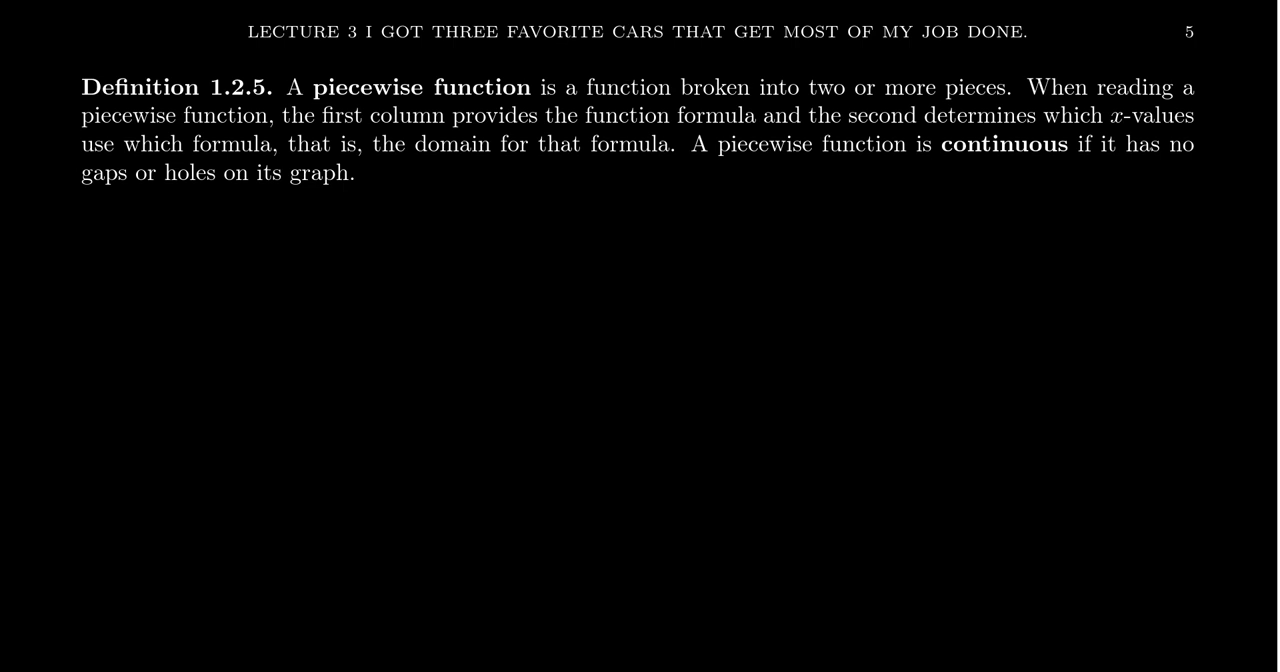 LECTURE 3 I GOT THREE FAVORITE CARS THAT GET MOST OF MY JOB DONE. 5
Definition 1.2.5. A piecewise function is a function broken into two or more pieces. When reading a
piecewise function, the first column provides the function formula and the second determines which x-values
use which formula, that is, the domain for that formula. A piecewise function is continuous if it has no
gaps or holes on its graph.